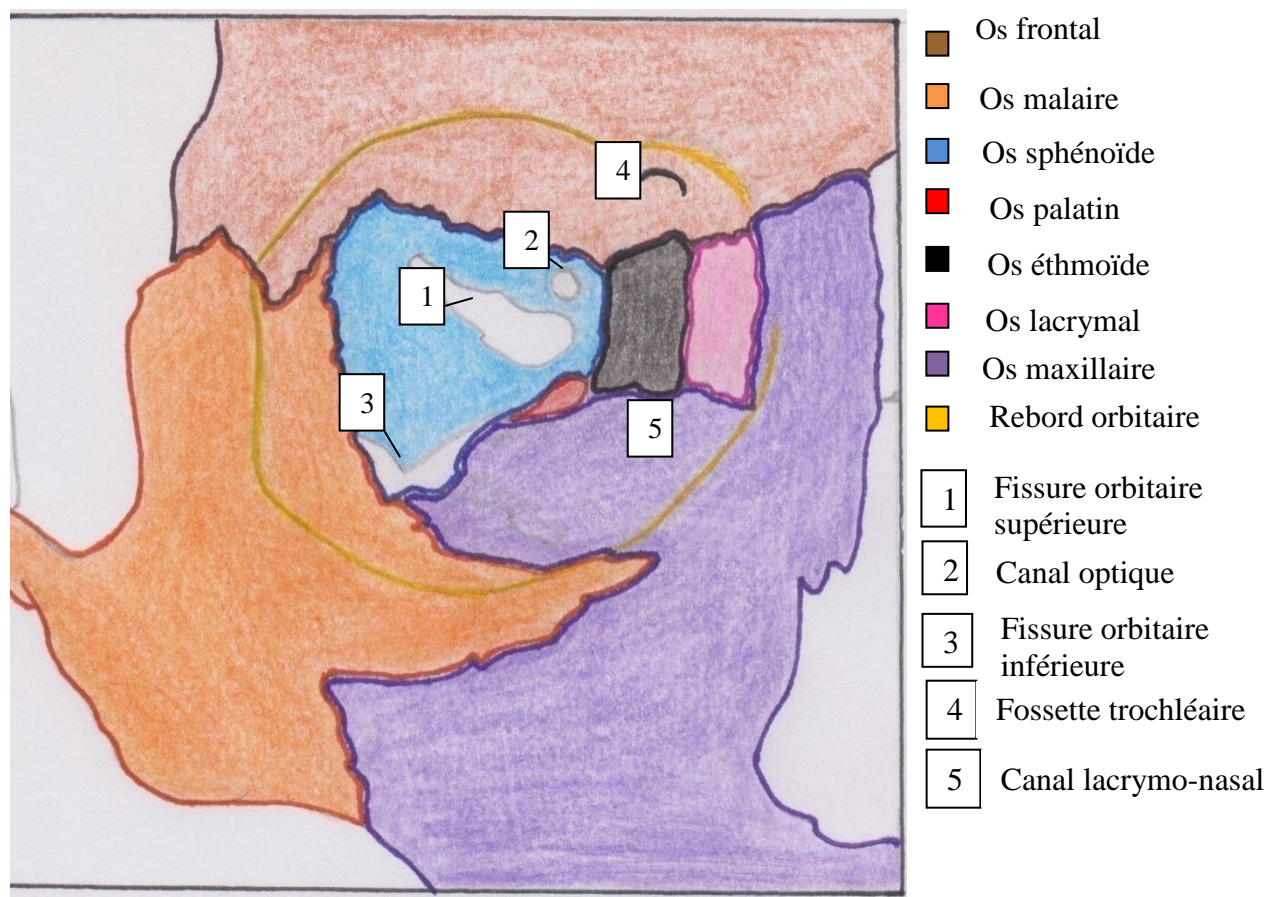 4
2
1
3
5
Os frontal
Os malaire
Os sphénoïde
Os palatin
Os éthmoïde
Os lacrymal
Os maxillaire
Rebord orbitaire
1 Fissure orbitaire
supérieure
2 Canal optique
3 Fissure orbitaire
inférieure
4 Fossette trochléaire
5 Canal lacrymo-nasal